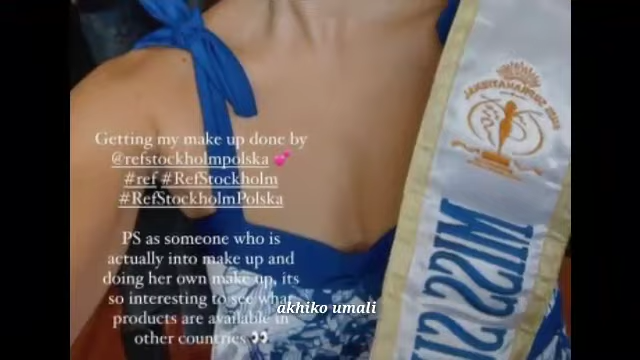 Getting my make up done by
@refstockholmpolska 💕
#ref #RefStockholm
#RefStockholmPolska
PS as someone who is
actually into make up and
doing her own make up, its
so interesting to see what
products are available in
other countries 👀
akhiko umali
MISS